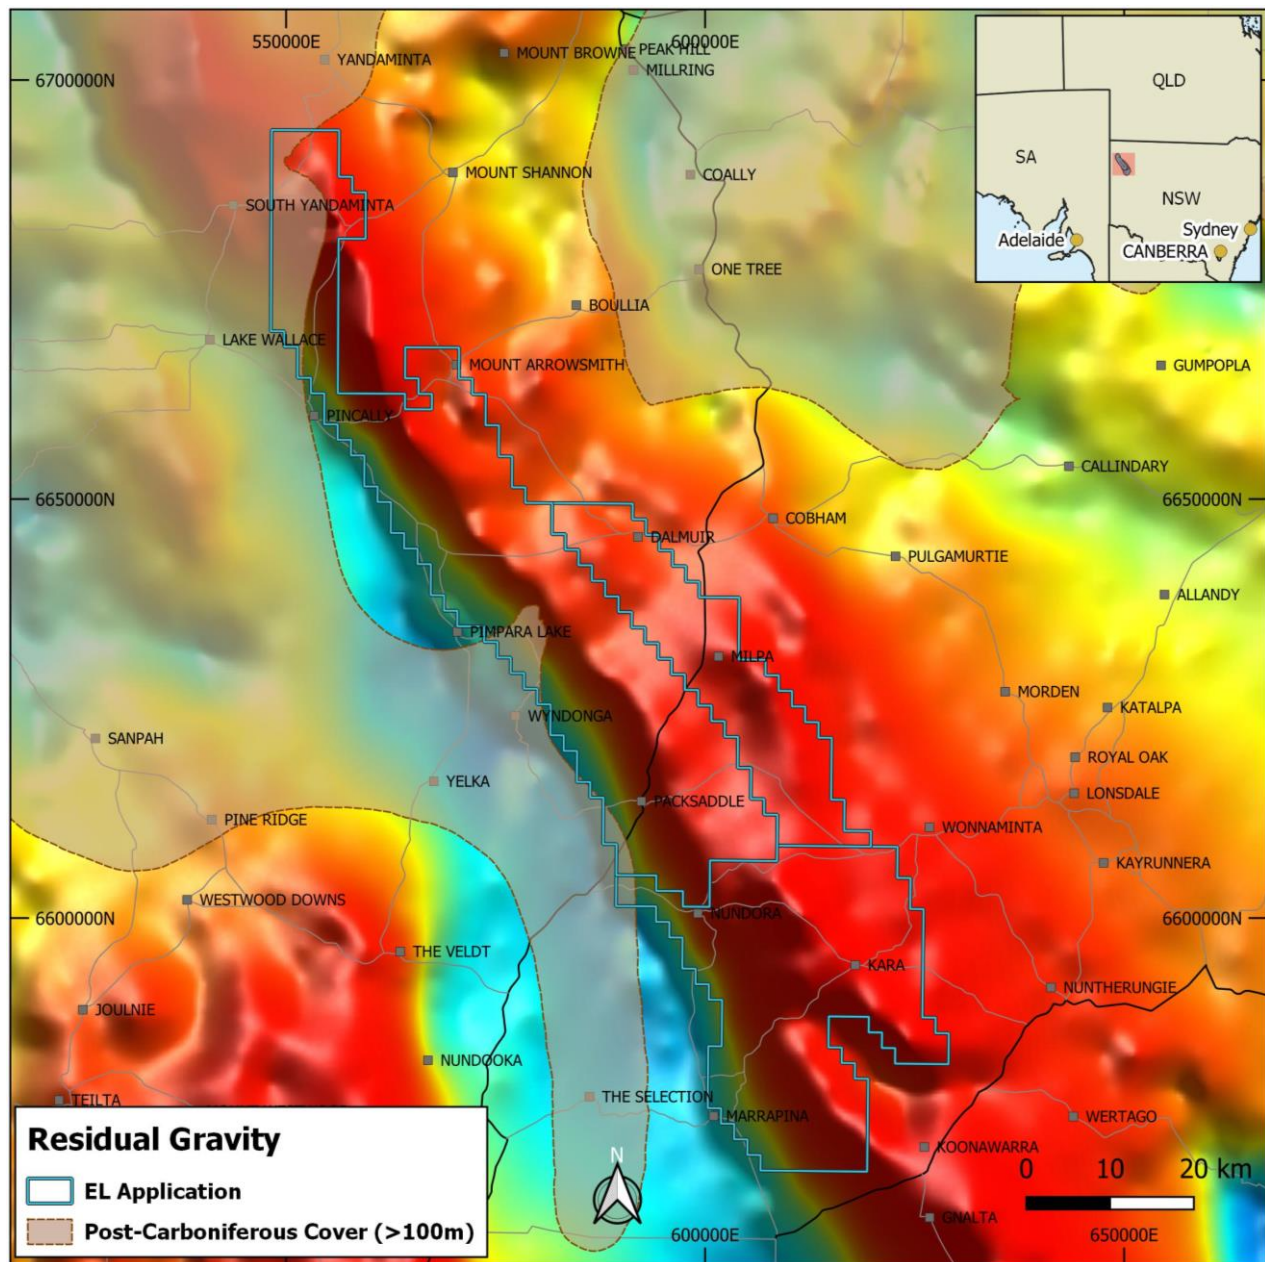 550000E
600000E
PEAK HILL
MOUNT BROWNE
YANDAMINTA
MILLRING
6700000N
QLD
SA
NSW
Sydney
Adelaide
CANBERRA
MOUNT SHANNON
COALLY
SOUTH YANDAMINTA
ONE TREE
BOULLIA
LAKE WALLACE
MOUNT ARROWSMITH
GUMPOPLA
PINCALLY
CALLINDARY
6650000N
6650000N
COBHAM
DALMUIR
PULGAMURTIE
ALLANDY
PIMPARA LAKE
MILPA
MORDEN
KATALPA
WYNDONGA
SANPAH
ROYAL OAK
YELKA
LONSDALE
PACKSADDLE
PINE RIDGE
WONNAMINTA
KAYRUNNERA
WESTWOOD DOWNS
6600000N
NUNDORA
6600000N
THE VELDT
KARA
NUNTHERUNGIE
JOULNIE
NUNDOOKA
THE SELECTION
TEILTA
MARRAPINA
WERTAGO
KOONAWARRA
Residual Gravity
EL Application
Post-Carboniferous Cover (>100m)
N
0 10 20 km
GNALTA
600000E
650000E